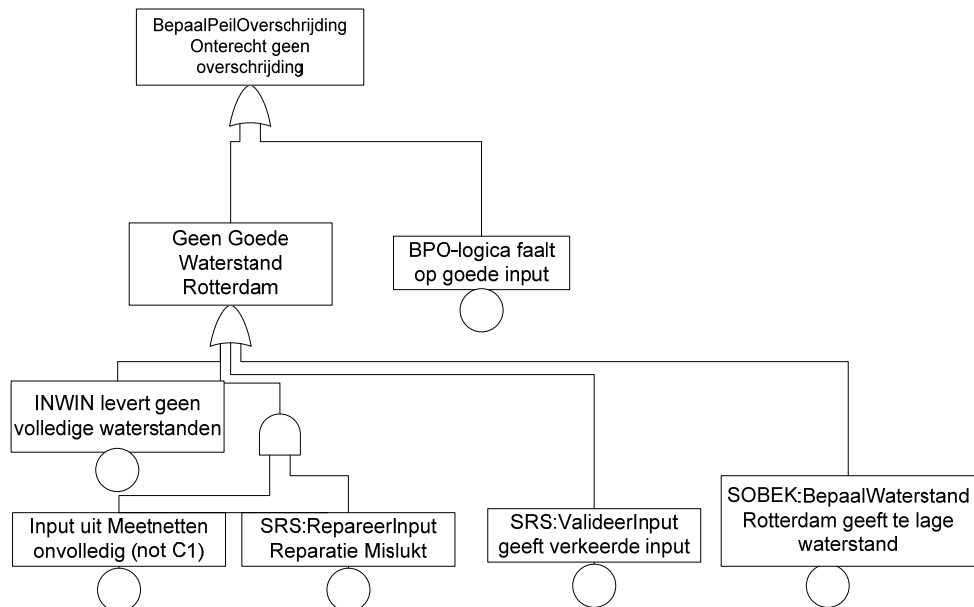 BepaalPeilOverschrijding
Onterecht geen
overschrijding
Geen Goede
Waterstand
Rotterdam
BPO-logica faalt
op goede input
INWIN levert geen
volledige waterstanden
Input uit Meetnetten
onvolledig (not C1)
SRS:RepareerInput
Reparatie Mislukt
SRS:ValideerInput
geeft verkeerde input
SOBEK:BepaalWaterstand
Rotterdam geeft te lage
waterstand